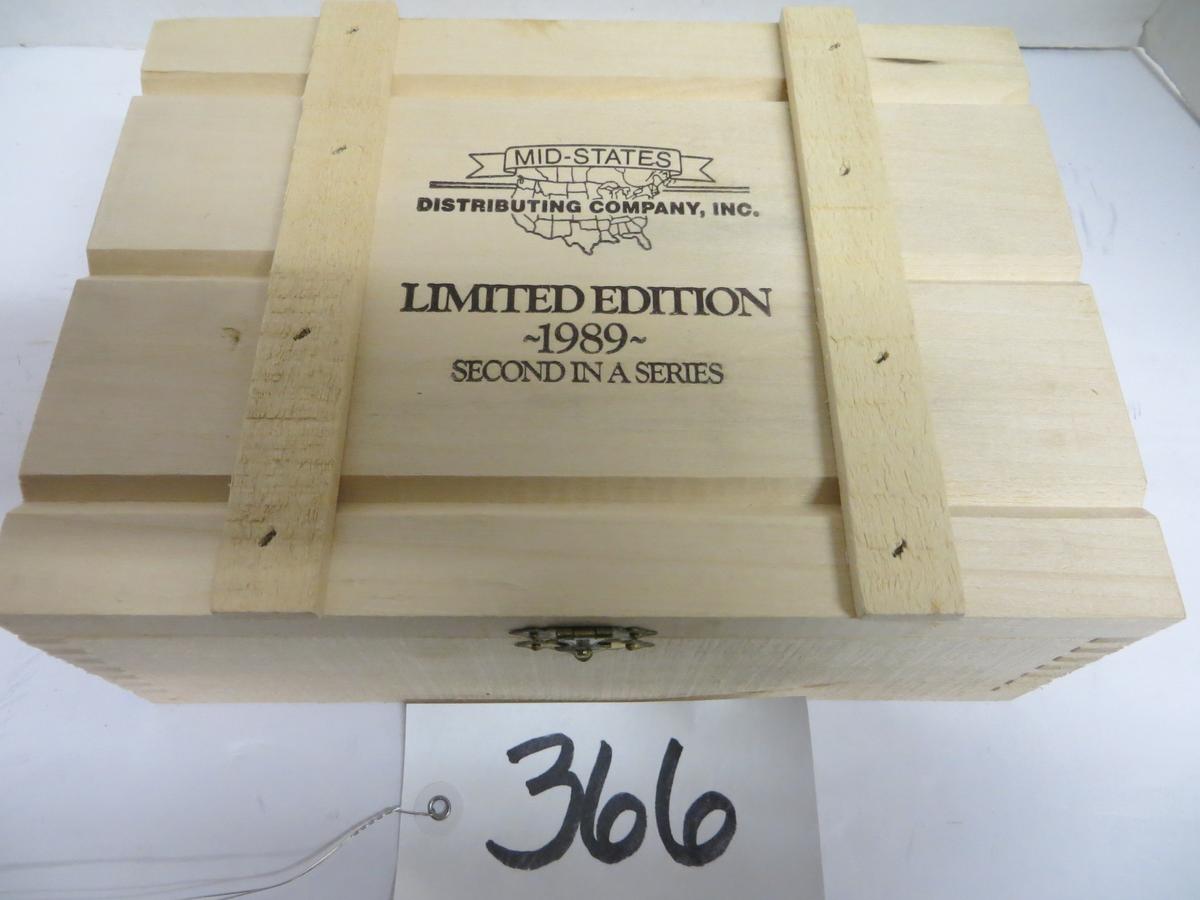 MID-STATES
DISTRIBUTING COMPANY, INC.
LIMITED EDITION
~1989~
SECOND IN A SERIES
366